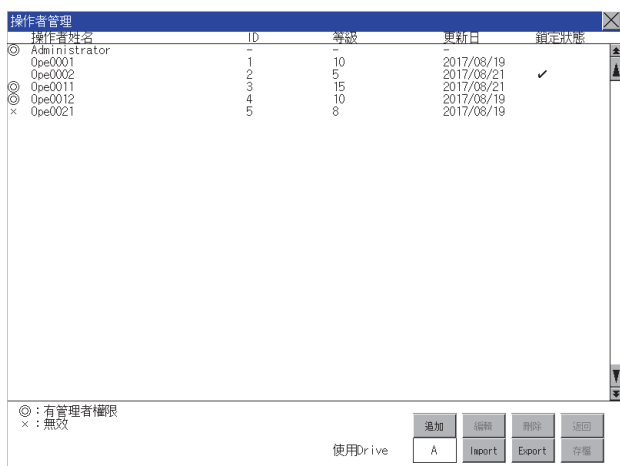 操作者管理
操作者姓名 ID 等級 更新日 鎖定狀態
◎ Administrator - - -
Ope0001 1 10 2017/08/19
Ope0002 2 5 2017/08/21 ✓
◎ Ope0011 3 15 2017/08/21
◎ Ope0012 4 10 2017/08/19
× Ope0021 5 8 2017/08/19
◎:有管理者權限
×:無效
追加 編輯 刪除 返回
使用Drive A Import Export 存檔